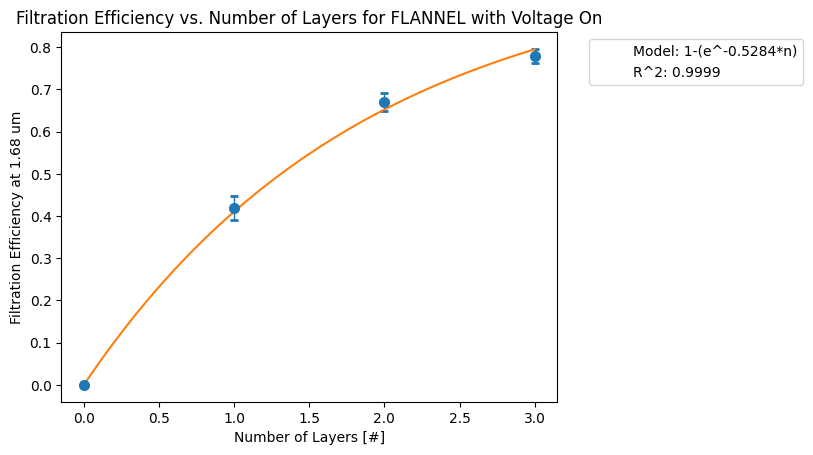 Filtration Efficiency vs. Number of Layers for FLANNEL with Voltage On
Model: 1-(e^-0.5284*n)
R^2: 0.9999
Filtration Efficiency at 1.68 um
0.8
0.7
0.6
0.5
0.4
0.3
0.2
0.1
0.0
0.0 0.5 1.0 1.5 2.0 2.5 3.0
Number of Layers [#]